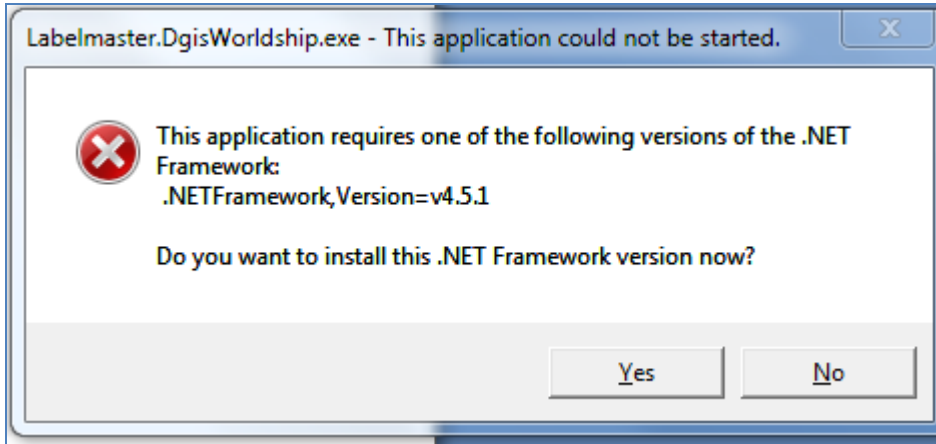 Labelmaster.DgisWorldship.exe - This application could not be started.
This application requires one of the following versions of the .NET
Framework:
.NETFramework,Version=v4.5.1
Do you want to install this .NET Framework version now?
Yes
No